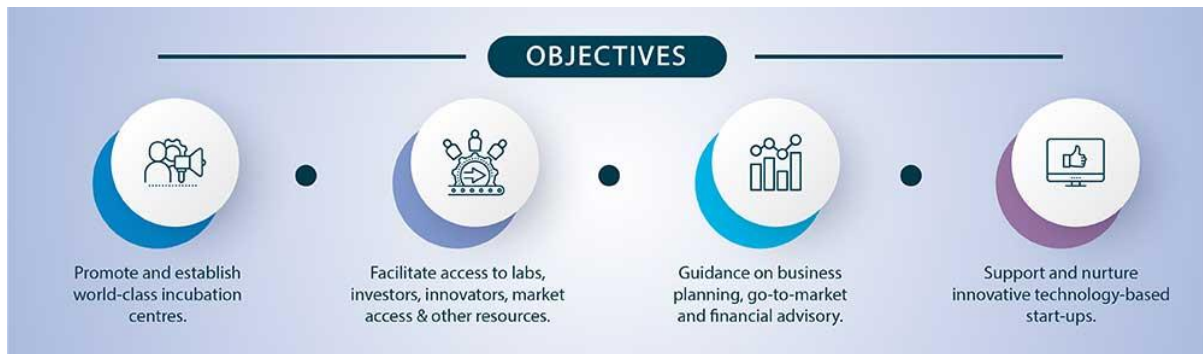 OBJECTIVES
Promote and establish
world-class incubation
centres.
Facilitate access to labs,
investors, innovators, market
access & other resources.
Guidance on business
planning, go-to-market
and financial advisory.
Support and nurture
innovative technology-based
start-ups.